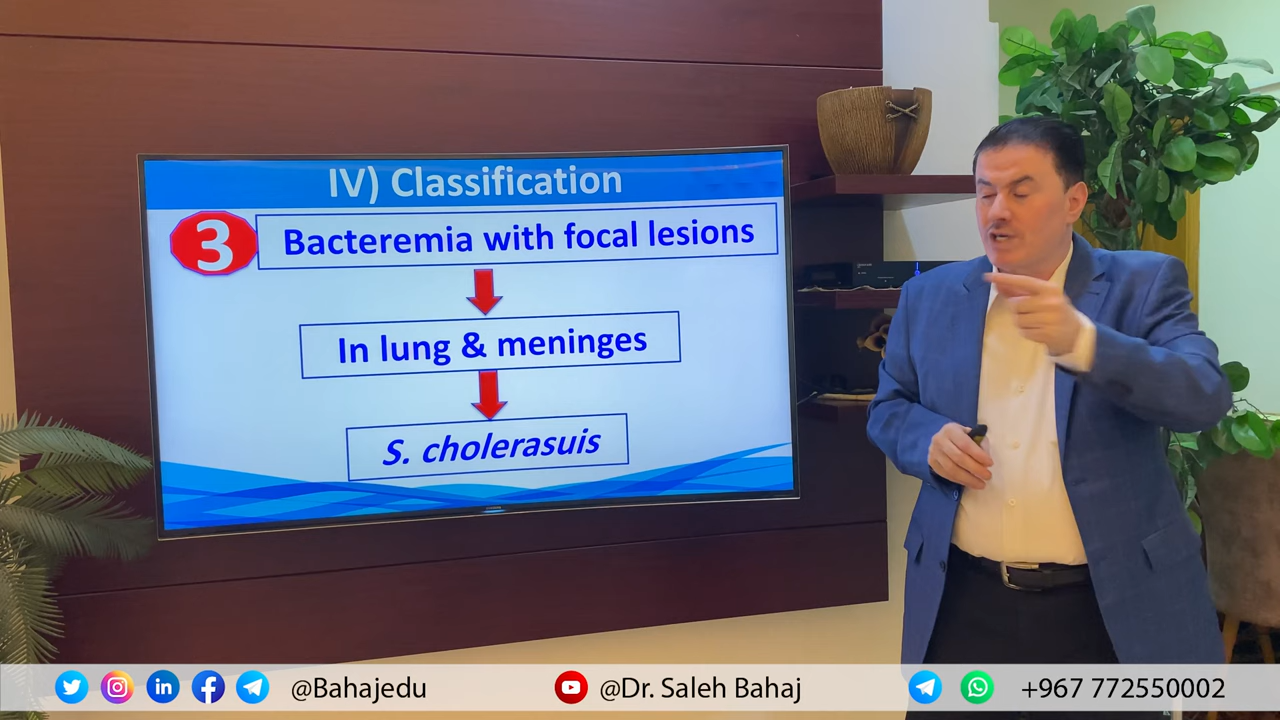 IV) Classification
3
Bacteremia with focal lesions
In lung & meninges
S. cholerasuis
@Bahajedu
@Dr. Saleh Bahaj
+967 772550002